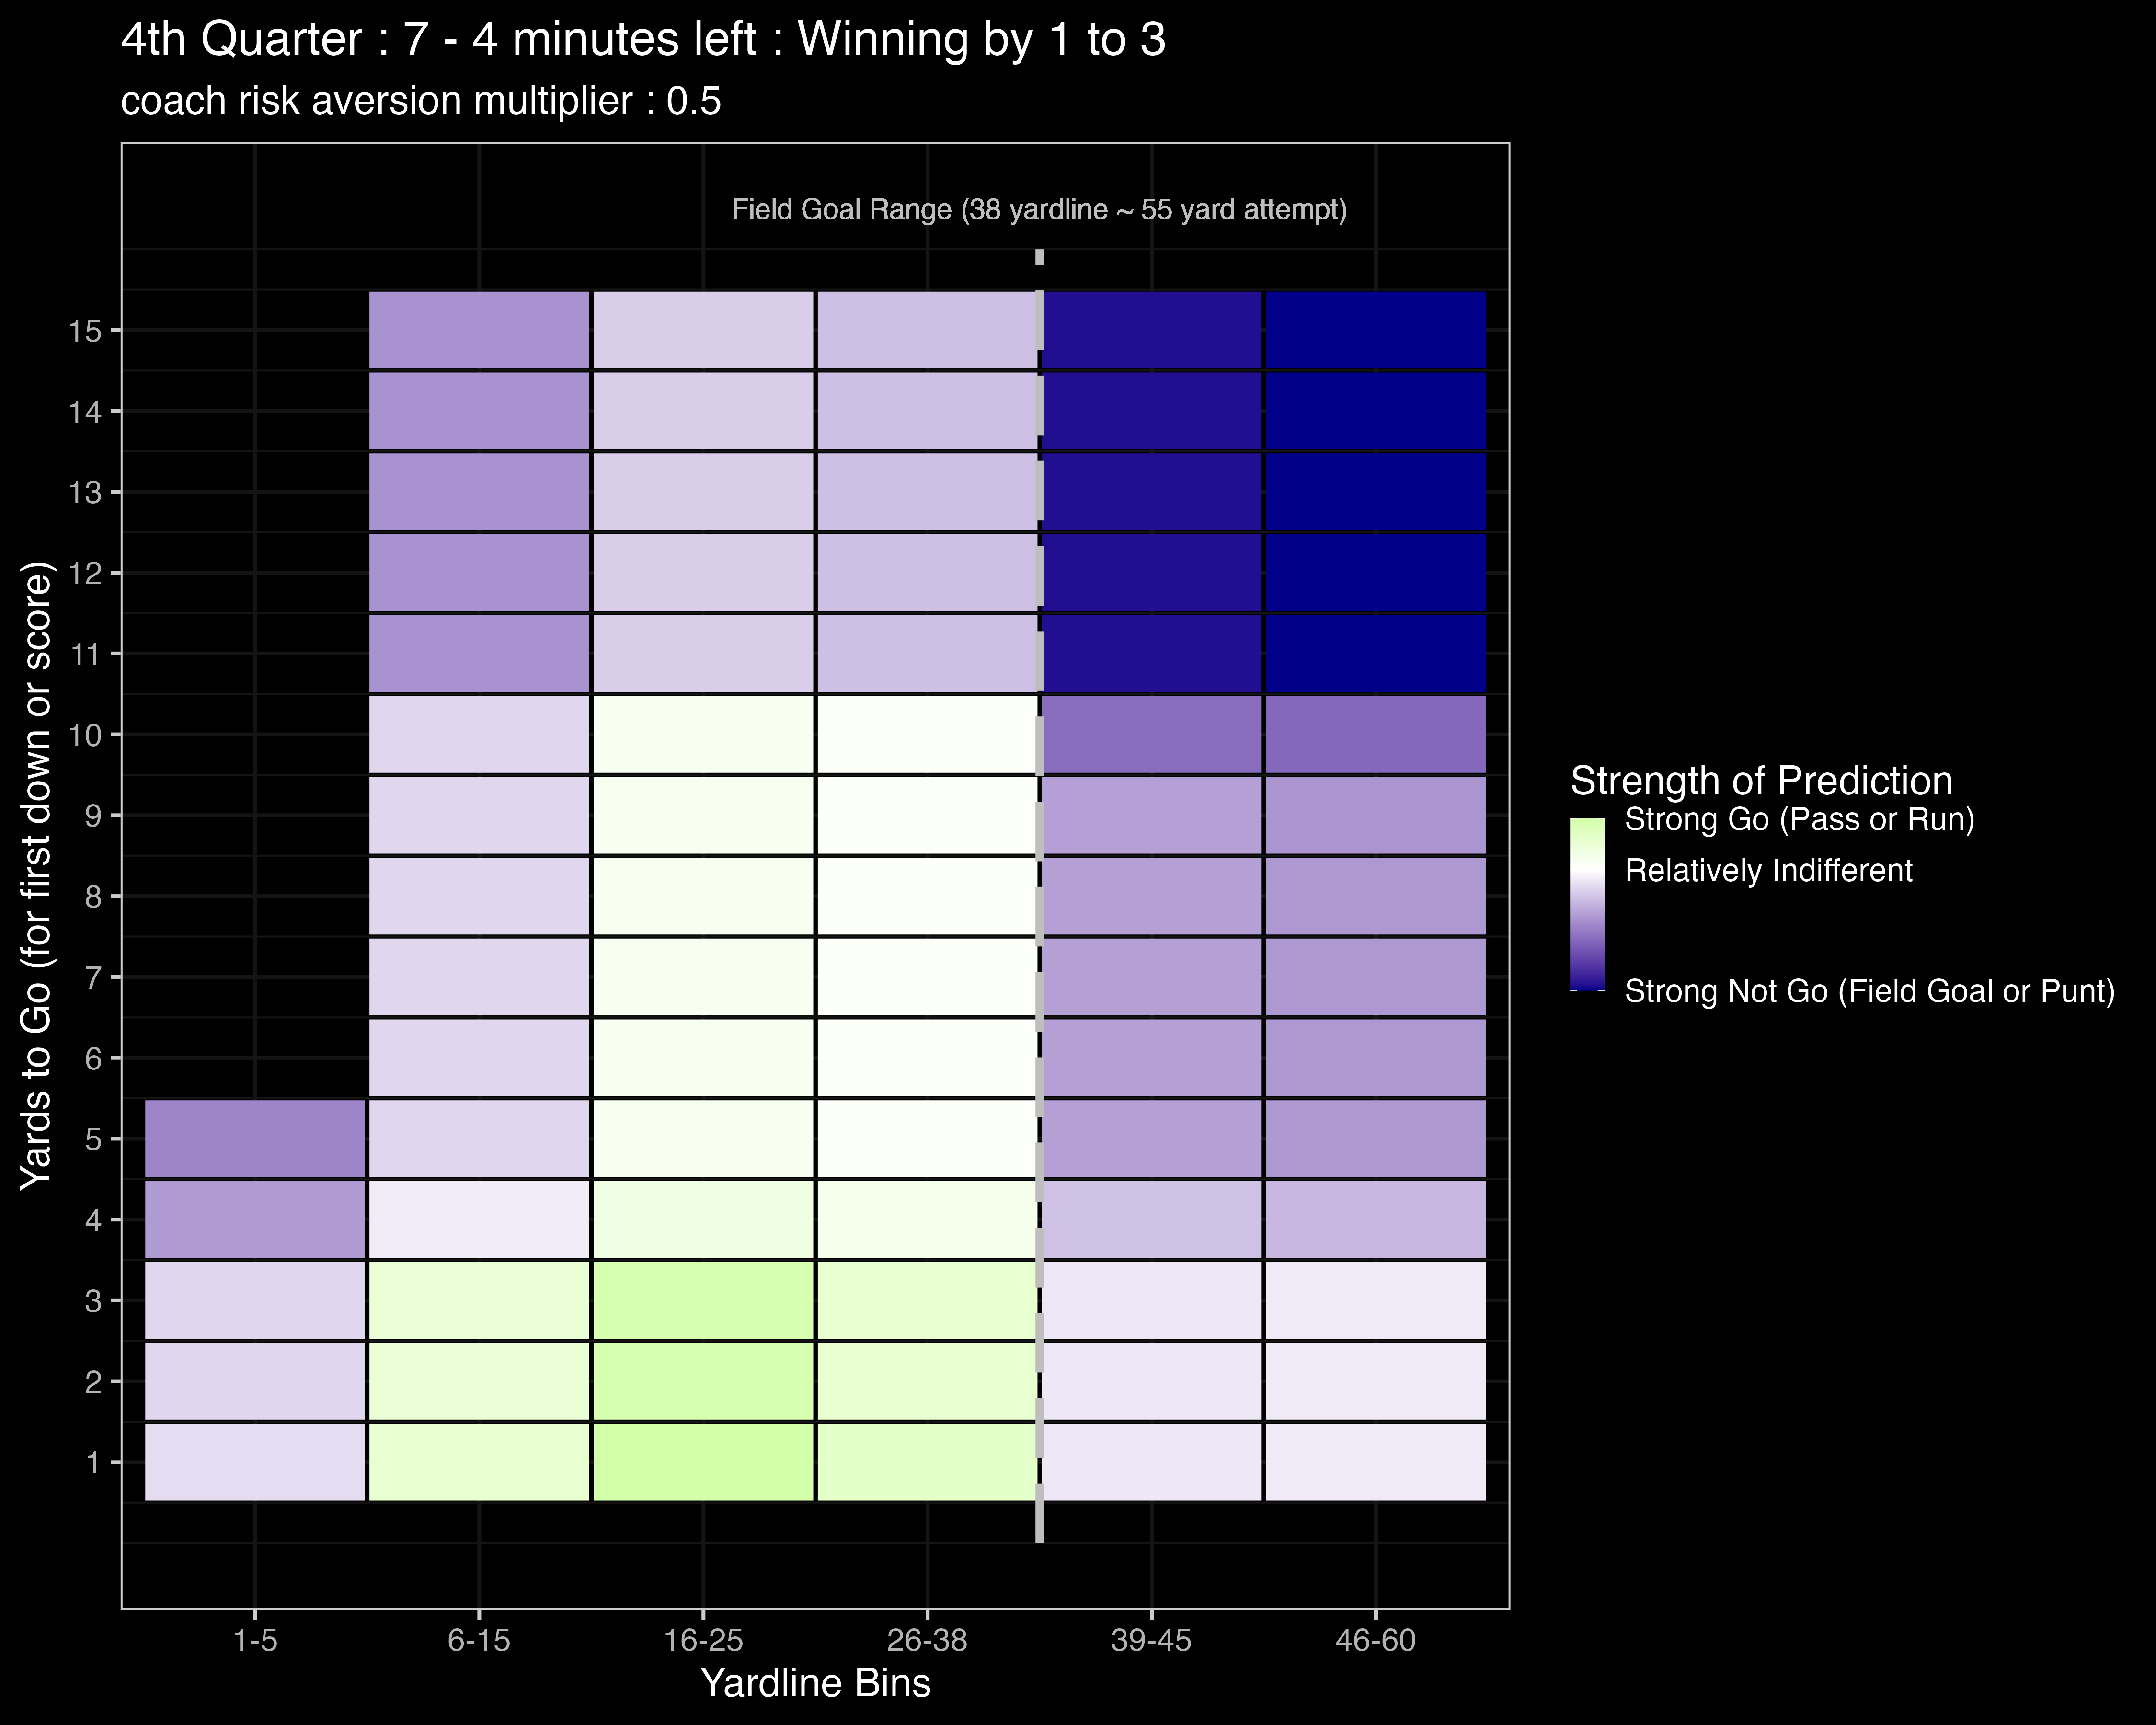 4th Quarter : 7 - 4 minutes left : Winning by 1 to 3
coach risk aversion multiplier : 0.5
Field Goal Range (38 yardline ~ 55 yard attempt)
Yards to Go (for first down or score)
15
14
13
12
11
10
9
8
7
6
5
4
3
2
1
1-5
6-15
16-25
26-38
39-45
46-60
Yardline Bins
Strength of Prediction
Strong Go (Pass or Run)
Relatively Indifferent
Strong Not Go (Field Goal or Punt)